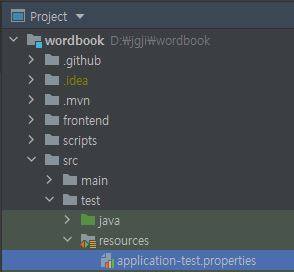 Project
wordbook D:₩jgji₩wordbook
.github
.idea
.mvn
frontend
scripts
src
main
test
java
resources
application-test.properties